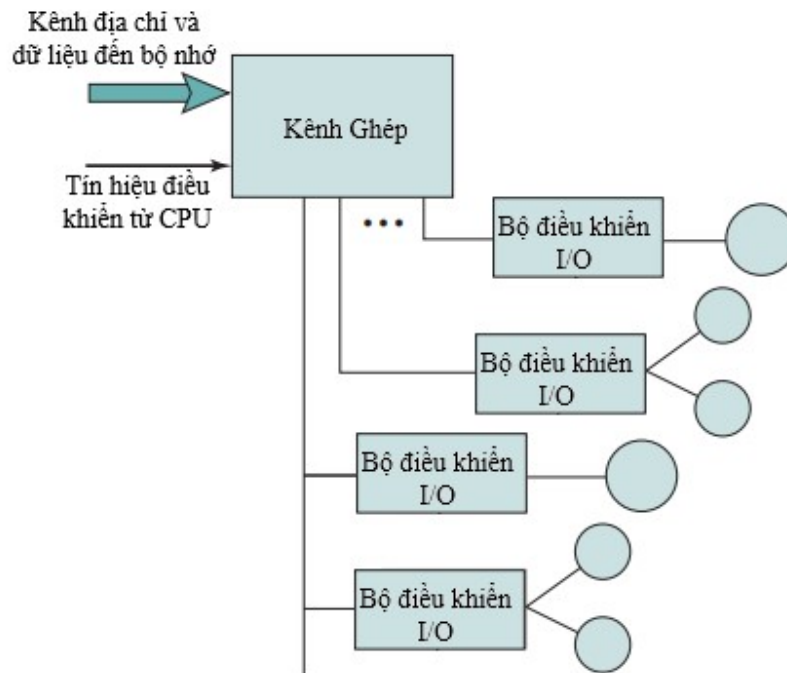 Kênh địa chỉ và
dữ liệu đến bộ nhớ
Kênh Ghép
Tín hiệu điều
khiển từ CPU
Bộ điều khiển
I/O
Bộ điều khiển
I/O
Bộ điều khiển
I/O
Bộ điều khiển
I/O